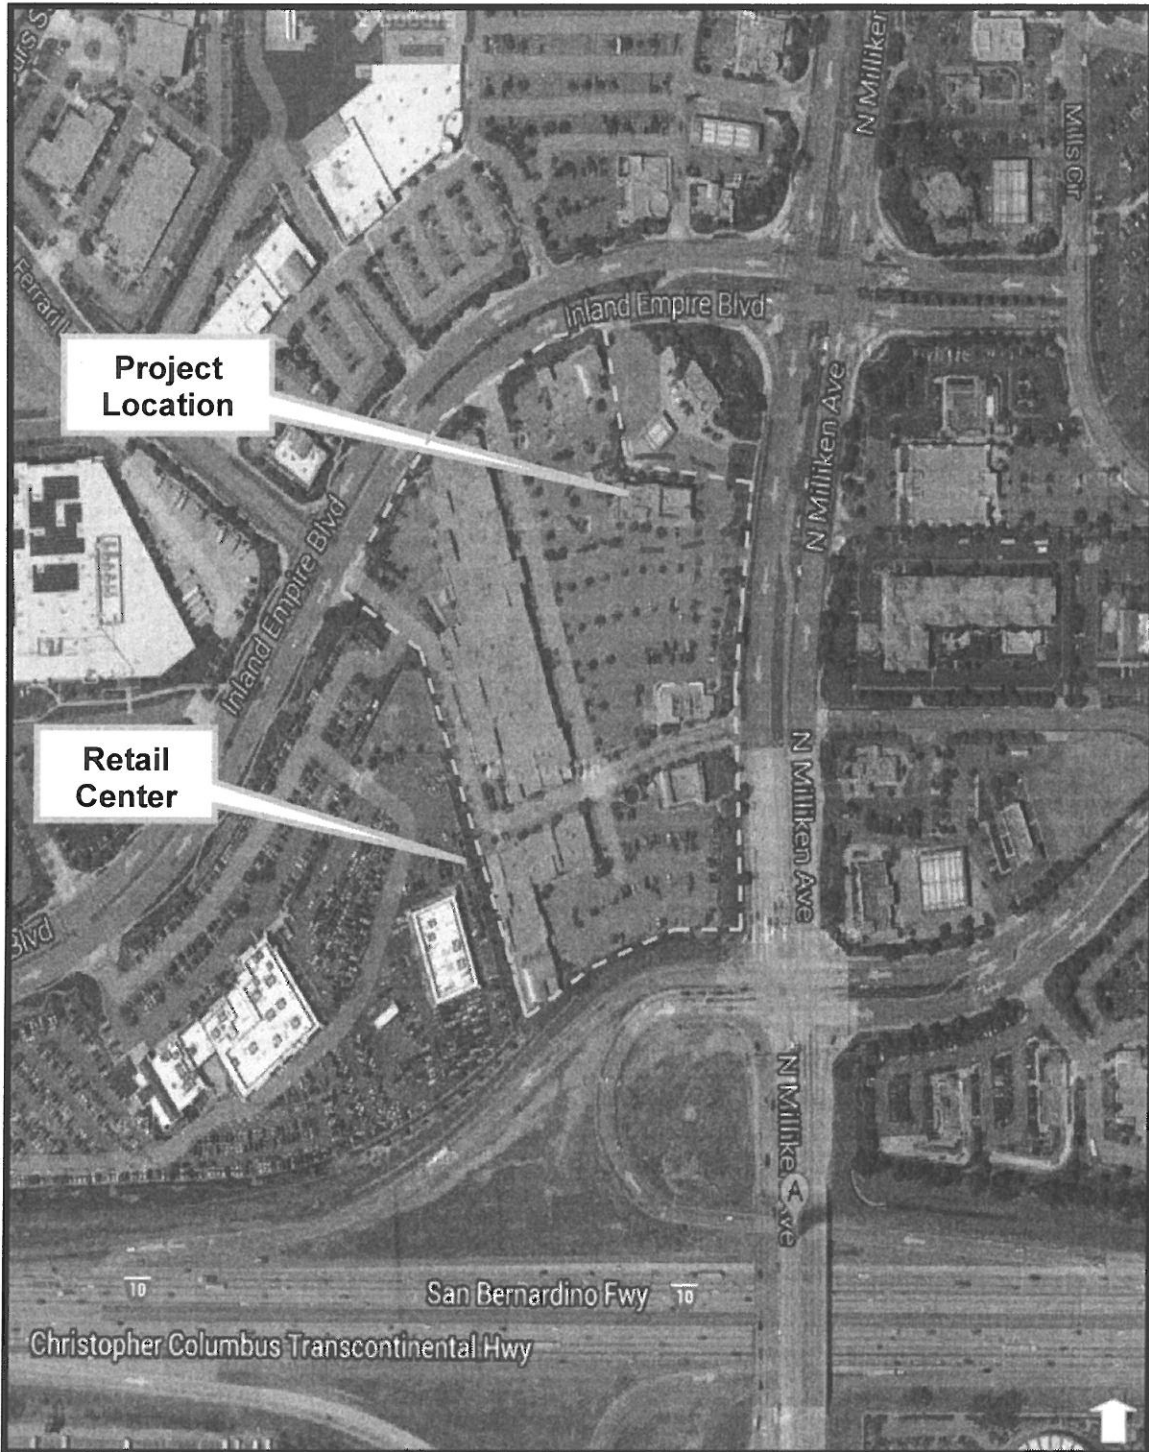 N Milliken
Mills Cir
Inland Empire Blvd
Ferrari L
Project
Location
N Milliken Ave
Inland Empire Blvd
Retail
Center
N Milliken Ave
Blvd
N Millike
Ave
A
10
San Bernardino Fwy
10
Christopher Columbus Transcontinental Hwy